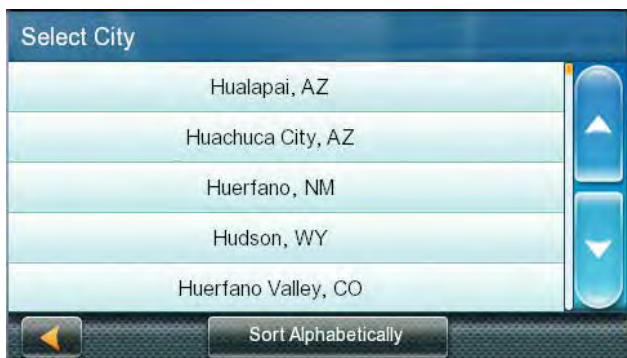 Select City
Hualapai, AZ
Huachuca City, AZ
Huerfano, NM
Hudson, WY
Huerfano Valley, CO
Sort Alphabetically